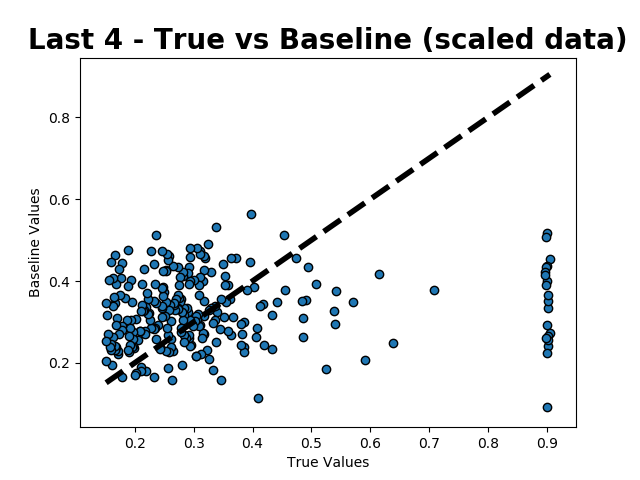 Last 4 - True vs Baseline (scaled data)
0.8
0.6
0.4
0.2
Baseline Values
0.2 0.3 0.4 0.5 0.6 0.7 0.8 0.9
True Values